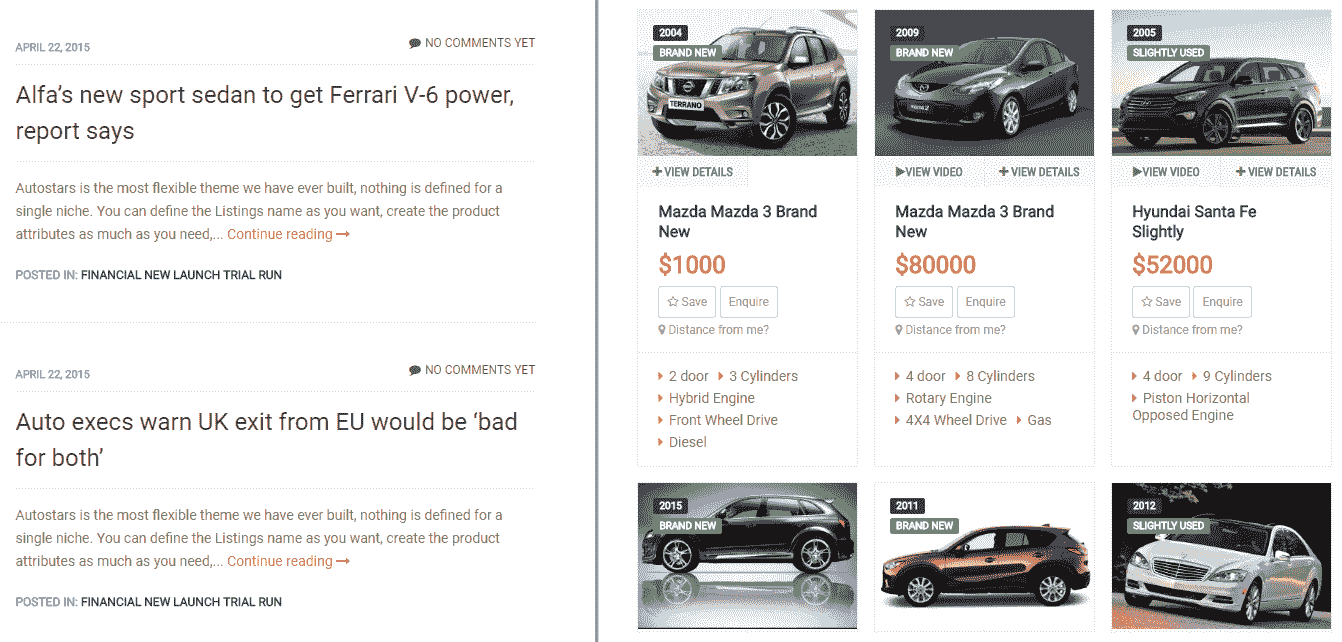 APRIL 22, 2015
NO COMMENTS YET
Alfa's new sport sedan to get Ferrari V-6 power,
report says
Autostars is the most flexible theme we have ever built, nothing is defined for a
single niche. You can define the Listings name as you want, create the product
attributes as much as you need,... Continue reading →
POSTED IN: FINANCIAL NEW LAUNCH TRIAL RUN
APRIL 22, 2015
NO COMMENTS YET
Auto execs warn UK exit from EU would be ‘bad
for both’
Autostars is the most flexible theme we have ever built, nothing is defined for a
single niche. You can define the Listings name as you want, create the product
attributes as much as you need,... Continue reading →
POSTED IN: FINANCIAL NEW LAUNCH TRIAL RUN
2004
BRAND NEW
TERRANO
VIEW DETAILS
Mazda Mazda 3 Brand
New
$1000
Save Enquire
Distance from me?
2 door 3 Cylinders
Hybrid Engine
Front Wheel Drive
Diesel
2009
BRAND NEW
VIEW VIDEO VIEW DETAILS
Mazda Mazda 3 Brand
New
$80000
Save Enquire
Distance from me?
4 door 8 Cylinders
Rotary Engine
4X4 Wheel Drive Gas
2005
SLIGHTLY USED
VIEW VIDEO VIEW DETAILS
Hyundai Santa Fe
Slightly
$52000
Save Enquire
Distance from me?
4 door 9 Cylinders
Piston Horizontal
Opposed Engine
2015
BRAND NEW
2011
BRAND NEW
2012
SLIGHTLY USED